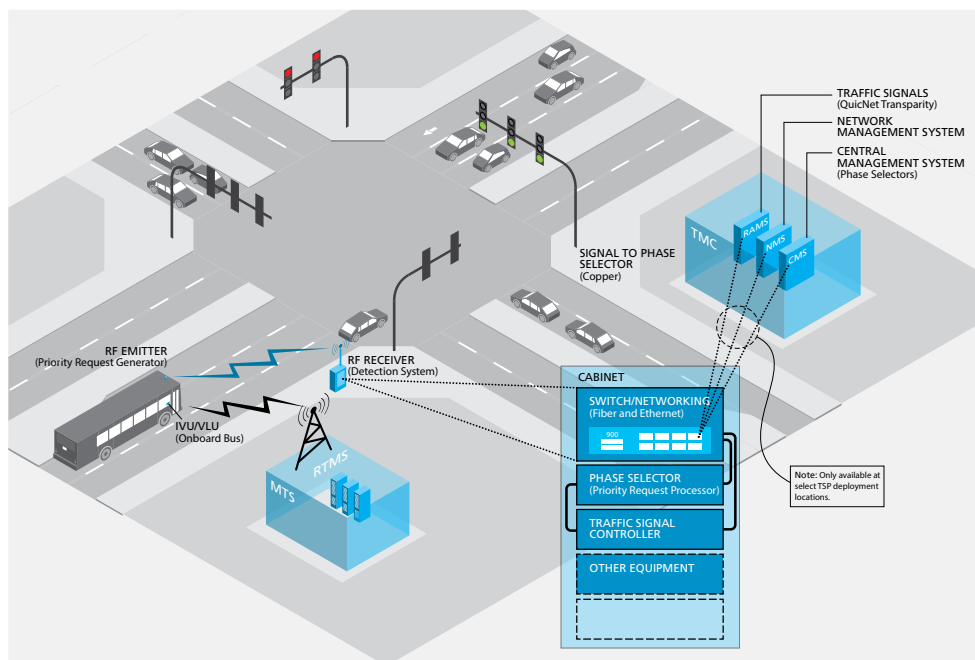 TRAFFIC SIGNALS
(QuicNet Transparity)
NETWORK
MANAGEMENT SYSTEM
CENTRAL
MANAGEMENT SYSTEM
(Phase Selectors)
TMC
RAMS
NMS
CMS
SIGNAL TO PHASE
SELECTOR
(Copper)
RF EMITTER
(Priority Request Generator)
RF RECEIVER
(Detection System)
IVU/VLU
(Onboard Bus)
RTMS
MTS
CABINET
SWITCH/NETWORKING
(Fiber and Ethernet)
900
PHASE SELECTOR
(Priority Request Processor)
TRAFFIC SIGNAL
CONTROLLER
OTHER EQUIPMENT
Note: Only available at
select TSP deployment
locations.